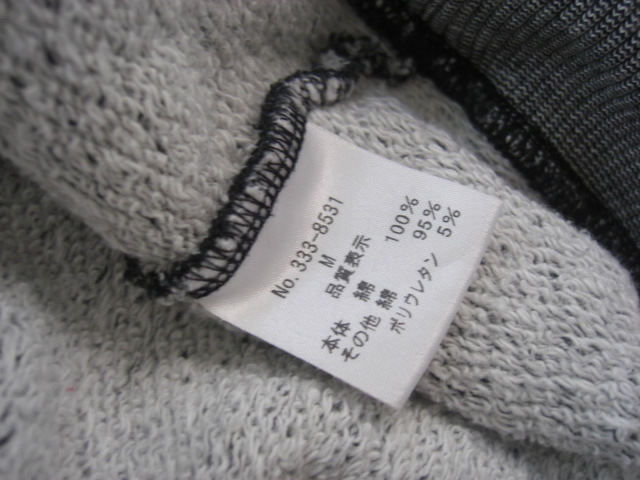 No.333-8531
M
品質表示
本体 綿 100%
その他 綿 95%
ポリウレタン 5%